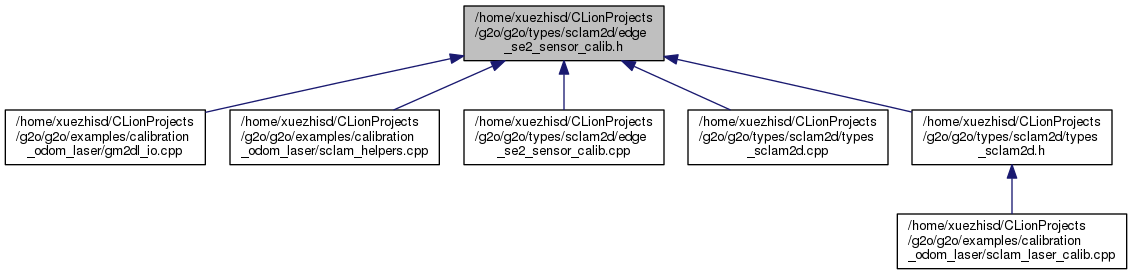 /home/xuezhisd/CLionProjects
/g2o/g2o/types/sclam2d/edge
_se2_sensor_calib.h
/home/xuezhisd/CLionProjects
/g2o/g2o/examples/calibration
_odom_laser/gm2dl_io.cpp
/home/xuezhisd/CLionProjects
/g2o/g2o/examples/calibration
_odom_laser/sclam_helpers.cpp
/home/xuezhisd/CLionProjects
/g2o/g2o/types/sclam2d/edge
_se2_sensor_calib.cpp
/home/xuezhisd/CLionProjects
/g2o/g2o/types/sclam2d/types
_sclam2d.cpp
/home/xuezhisd/CLionProjects
/g2o/g2o/types/sclam2d/types
_sclam2d.h
/home/xuezhisd/CLionProjects
/g2o/g2o/examples/calibration
_odom_laser/sclam_laser_calib.cpp